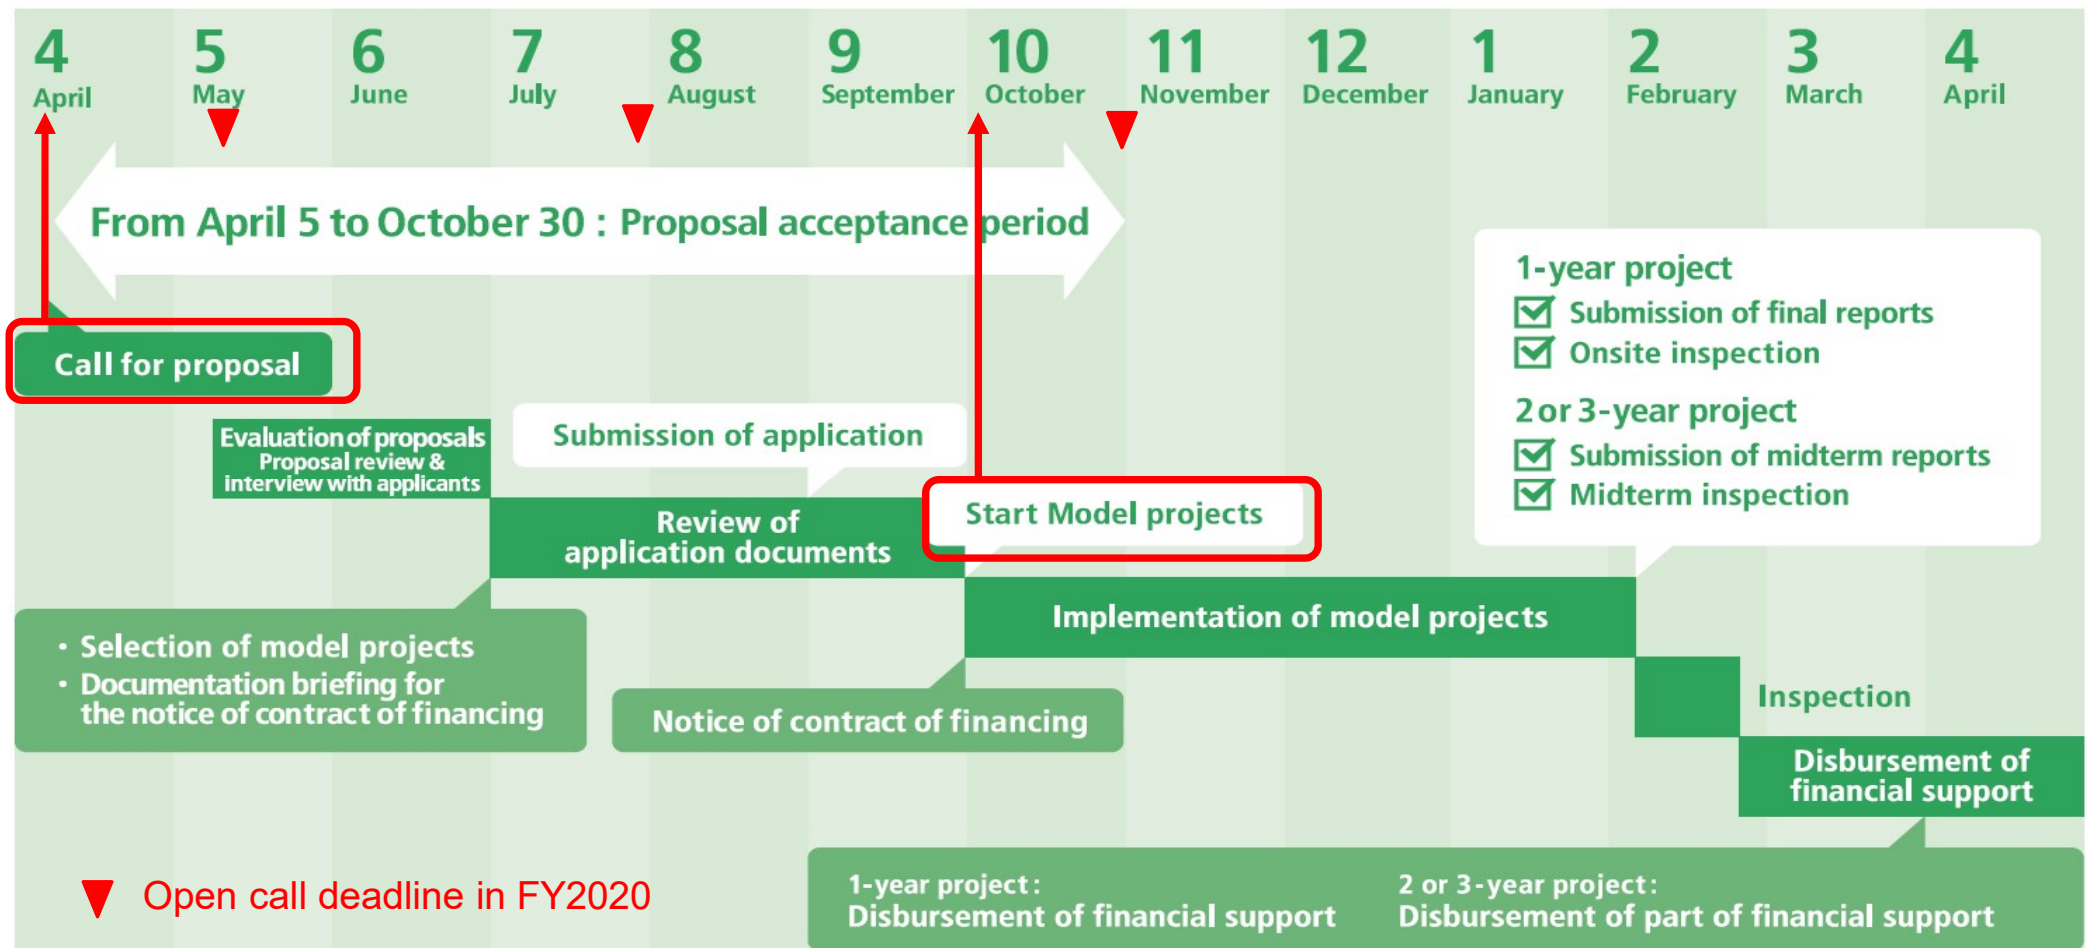 4 5 6 7 8 9 10 11 12 1 2 3 4
April May June July August September October November December January February March April
From April 5 to October 30 : Proposal acceptance period
Call for proposal
Evaluation of proposals
Proposal review &
interview with applicants
Submission of application
Review of
application documents
Start Model projects
1-year project
Submission of final reports
Onsite inspection
2 or 3-year project
Submission of midterm reports
Midterm inspection
• Selection of model projects
• Documentation briefing for
the notice of contract of financing
Notice of contract of financing
Implementation of model projects
Inspection
Disbursement of
financial support
Open call deadline in FY2020
1-year project:
Disbursement of financial support
2 or 3-year project:
Disbursement of part of financial support